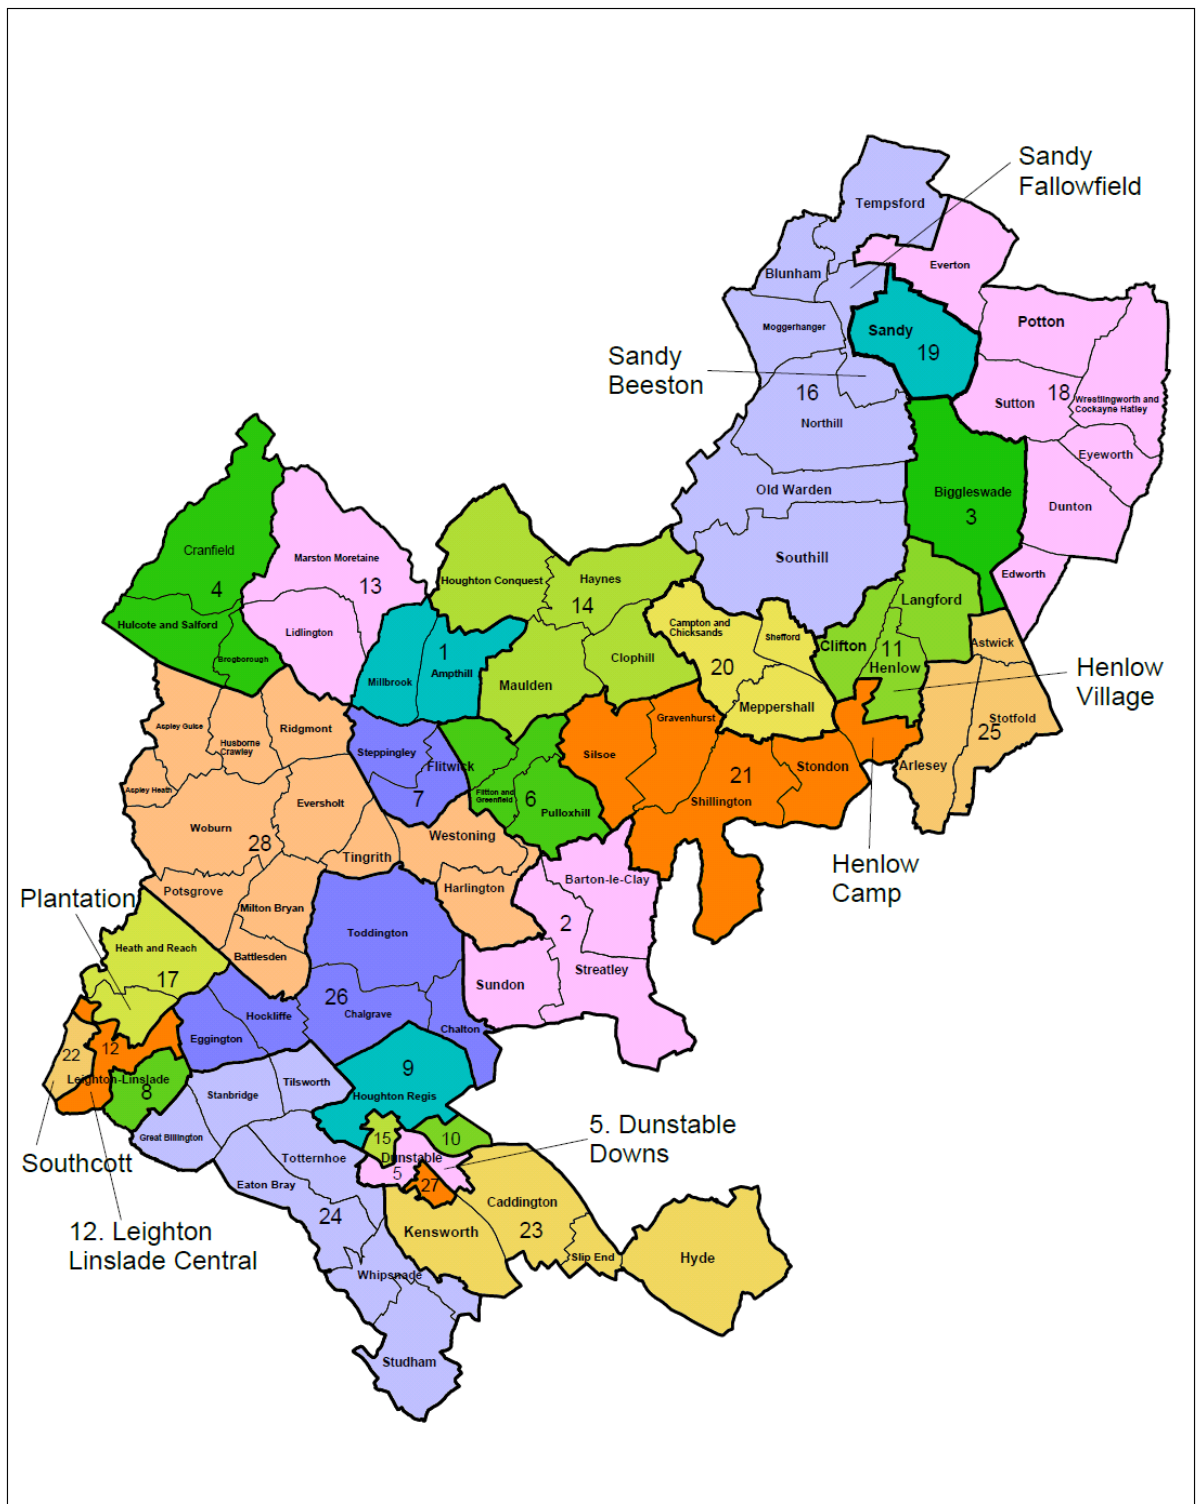 Sandy
Fallowfield
Tempsford
Everton
Blunham
Moggerhanger
Sandy
19
Potton
Sandy
Beeston
16
Northill
Sutton
18
Wrestlingworth and
Cockayne Hatley
Eyeworth
Old Warden
Biggleswade
3
Dunton
Southill
Edworth
Cranfield
4
Hulcote and Salford
Brogborough
Marston Moretaine
13
Lidlington
Houghton Conquest
Haynes
14
Maulden
Clophill
Millbrook
1
Ampthill
Campton and
Chicksands
Shefford
20
Meppershall
Clifton
Langford
11
Henlow
Astwick
Henlow
Village
Stotfold
25
Arlesey
Aspley Guise
Husborne
Crawley
Ridgmont
Aspley Heath
Woburn
28
Eversholt
Tingrith
Westoning
Harlington
Potsgrove
Milton Bryan
Battlesden
Steppingley
Flitwick
7
Flitton and
Greenfield
6
Pulloxhill
Silsoe
Gravenhurst
21
Shillington
Stondon
Henlow
Camp
Plantation
Heath and Reach
17
Barton-le-Clay
2
Sundon
Streatley
Toddington
26
Chalgrave
Chalton
Hockliffe
Eggington
22
12
Leighton-Linslade
8
Southcott
12. Leighton
Linslade Central
Stanbridge
Tilsworth
Great Billington
Totternhoe
Eaton Bray
24
Whipsnade
Studham
9
Houghton Regis
15
10
Dunstable
5
27
5. Dunstable
Downs
Kensworth
Caddington
23
Slip End
Hyde